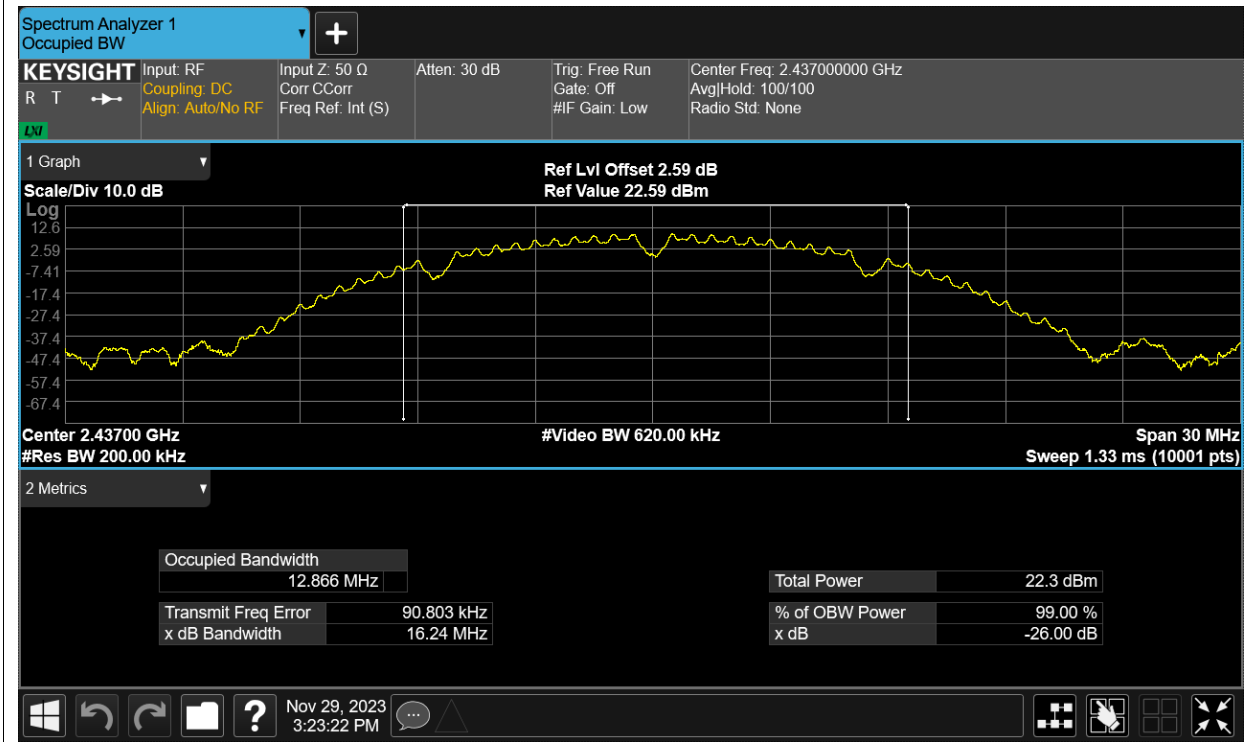 Spectrum Analyzer 1
Occupied BW
▼
+
KEYSIGHT
R T
LXI
Input: RF
Coupling: DC
Align: Auto/No RF
Input Z: 50 Ω
Corr CCorr
Freq Ref: Int (S)
Atten: 30 dB
Trig: Free Run
Gate: Off
#IF Gain: Low
Center Freq: 2.437000000 GHz
Avg|Hold: 100/100
Radio Std: None
1 Graph ▼
Scale/Div 10.0 dB
Ref Lvl Offset 2.59 dB
Ref Value 22.59 dBm
Log
12.6
2.59
-7.41
-17.4
-27.4
-37.4
-47.4
-57.4
-67.4
Center 2.43700 GHz
#Video BW 620.00 kHz
Span 30 MHz
#Res BW 200.00 kHz
Sweep 1.33 ms (10001 pts)
2 Metrics ▼
Occupied Bandwidth
12.866 MHz
Total Power 22.3 dBm
Transmit Freq Error 90.803 kHz
% of OBW Power 99.00 %
x dB Bandwidth 16.24 MHz
x dB -26.00 dB
?
Nov 29, 2023
3:23:22 PM